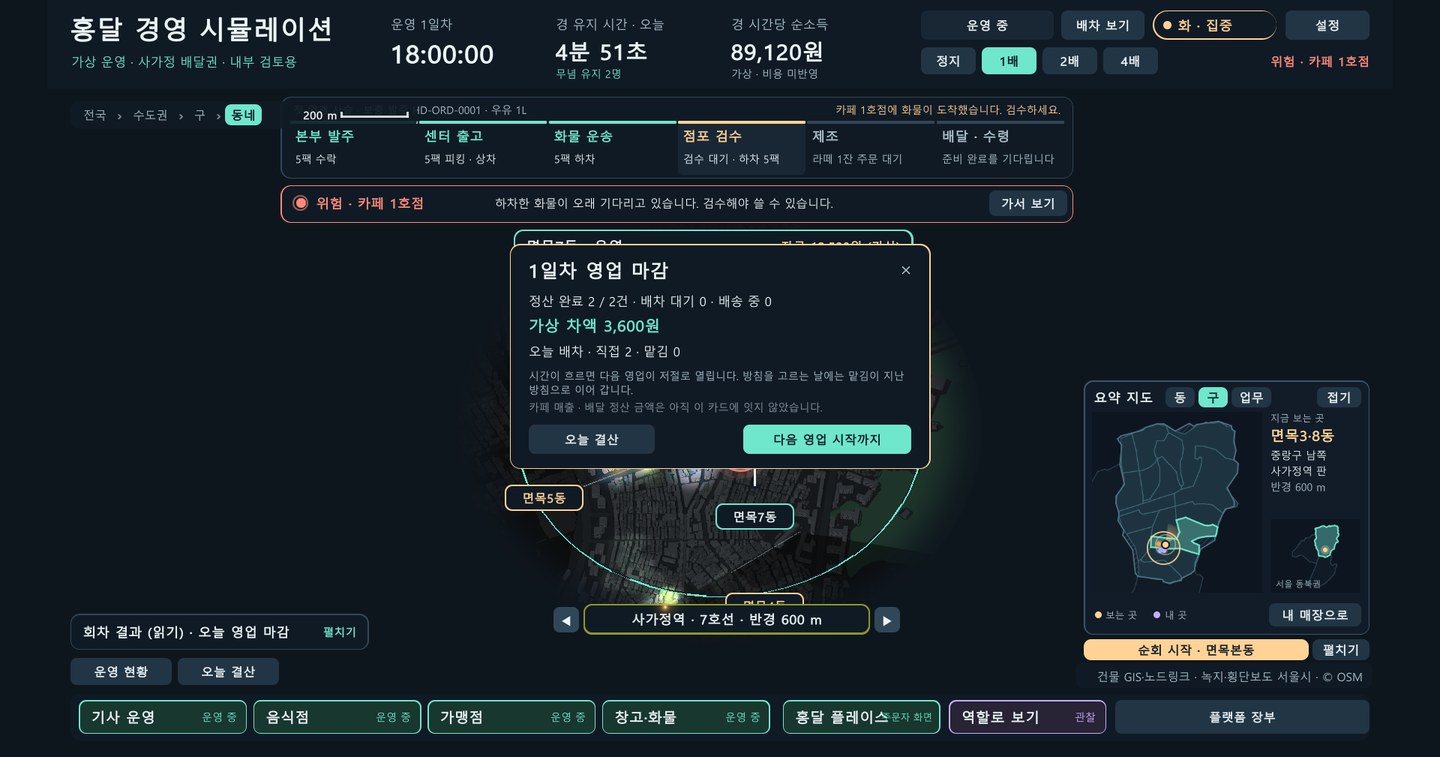 홍달 경영 시뮬레이션
가상 운영 · 사가정 배달권 · 내부 검토용
운영 1일차
18:00:00
경 유지 시간 · 오늘
4분 51초
무냄 유지 2명
경 시간당 순소득
89,120원
가상 · 비용 미반영
운영 중
배차 보기
화 · 집중
설정
정지
1배
2배
4배
위험 · 카페 1호점
전국 › 수도권 › 구 › 동네
200 m
HD-ORD-0001 · 우유 1L
카페 1호점에 화물이 도착했습니다. 검수하세요.
본부 발주
5팩 수락
센터 출고
5팩 피킹 · 상차
화물 운송
5팩 하차
점포 검수
검수 대기 · 하차 5팩
제조
라떼 1잔 주문 대기
배달 · 수령
준비 완료를 기다립니다
위험 · 카페 1호점
하차한 화물이 오래 기다리고 있습니다. 검수해야 쓸 수 있습니다.
가서 보기
1일차 영업 마감
×
정산 완료 2 / 2건 · 배차 대기 0 · 배송 중 0
가상 차액 3,600원
오늘 배차 · 직접 2 · 맡김 0
시간이 흐르면 다음 영업이 저절로 열립니다. 방침을 고르는 날에는 맡김이 지난
방침으로 이어 갑니다.
카페 매출 · 배달 정산 금액은 아직 이 카드에 잇지 않았습니다.
오늘 결산
다음 영업 시작까지
면목5동
면목7동
◀
사가정역 · 7호선 · 반경 600 m
▶
요약 지도
동
구
업무
접기
지금 보는 곳
면목3·8동
중랑구 남쪽
사가정역 판
반경 600 m
서울 동북권
보는 곳
내 곳
내 매장으로
순회 시작 · 면목본동
펼치기
건물 GIS·노드링크 · 녹지·횡단보도 서울시 · © OSM
회차 결과 (읽기) · 오늘 영업 마감
펼치기
운영 현황
오늘 결산
기사 운영
운영 중
음식점
운영 중
가맹점
운영 중
창고·화물
운영 중
홍달 플레이스
주문자 화면
역할로 보기
관찰
플랫폼 장부